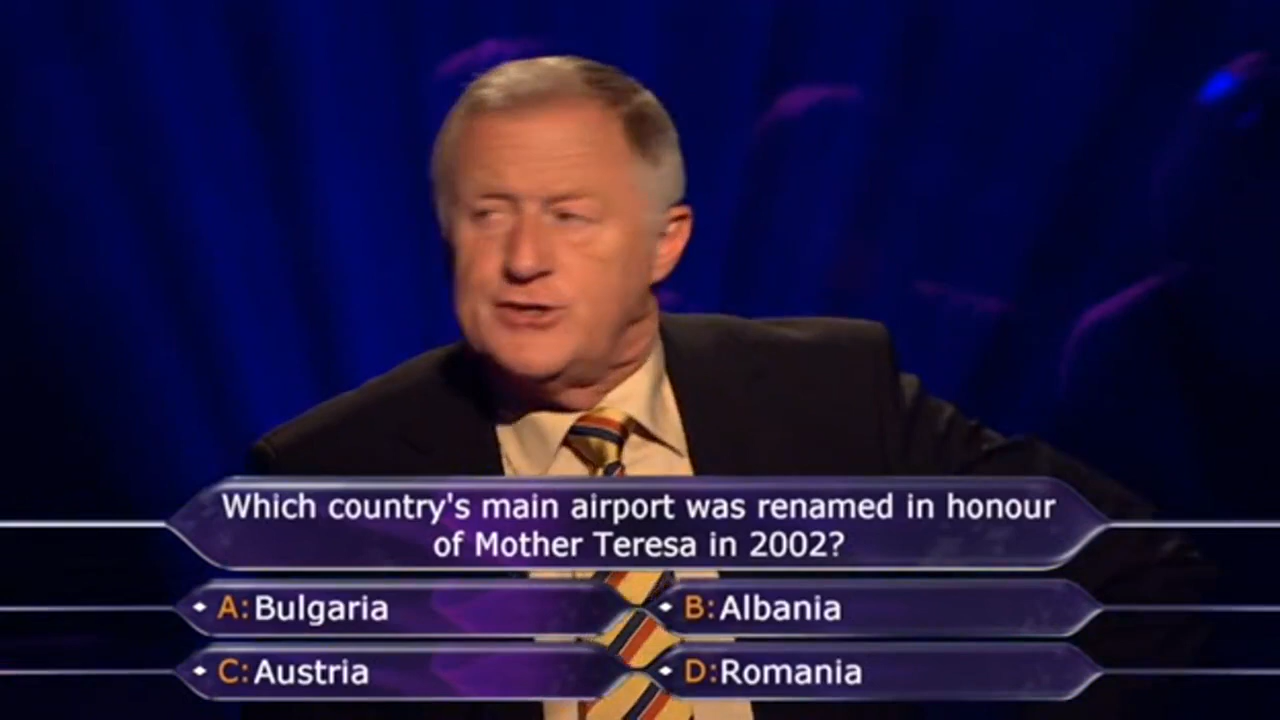 Which country's main airport was renamed in honour
of Mother Teresa in 2002?
A: Bulgaria
B: Albania
C: Austria
D: Romania